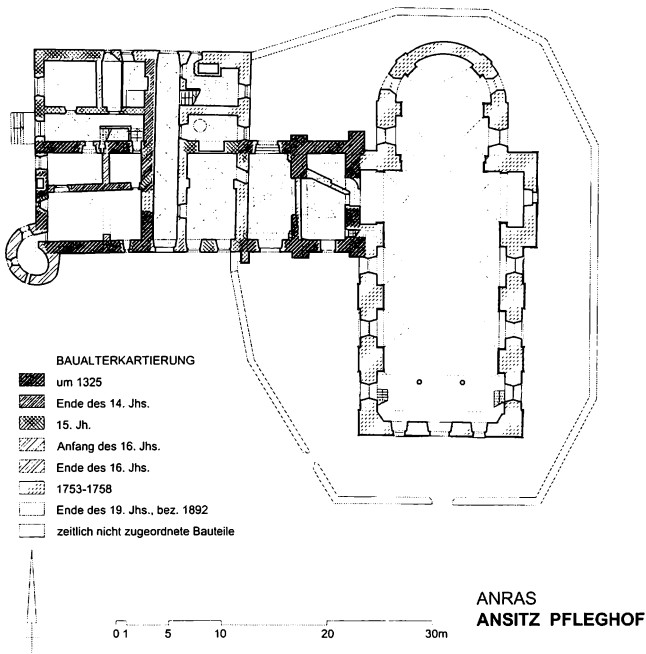 BAUALTERKARTIERUNG
um 1325
Ende des 14. Jhs.
15. Jh.
Anfang des 16. Jhs.
Ende des 16. Jhs.
1753-1758
Ende des 19. Jhs., bez. 1892
zeitlich nicht zugeordnete Bauteile
0 1 5 10 20 30m
ANRAS
ANSITZ PFLEGHOF